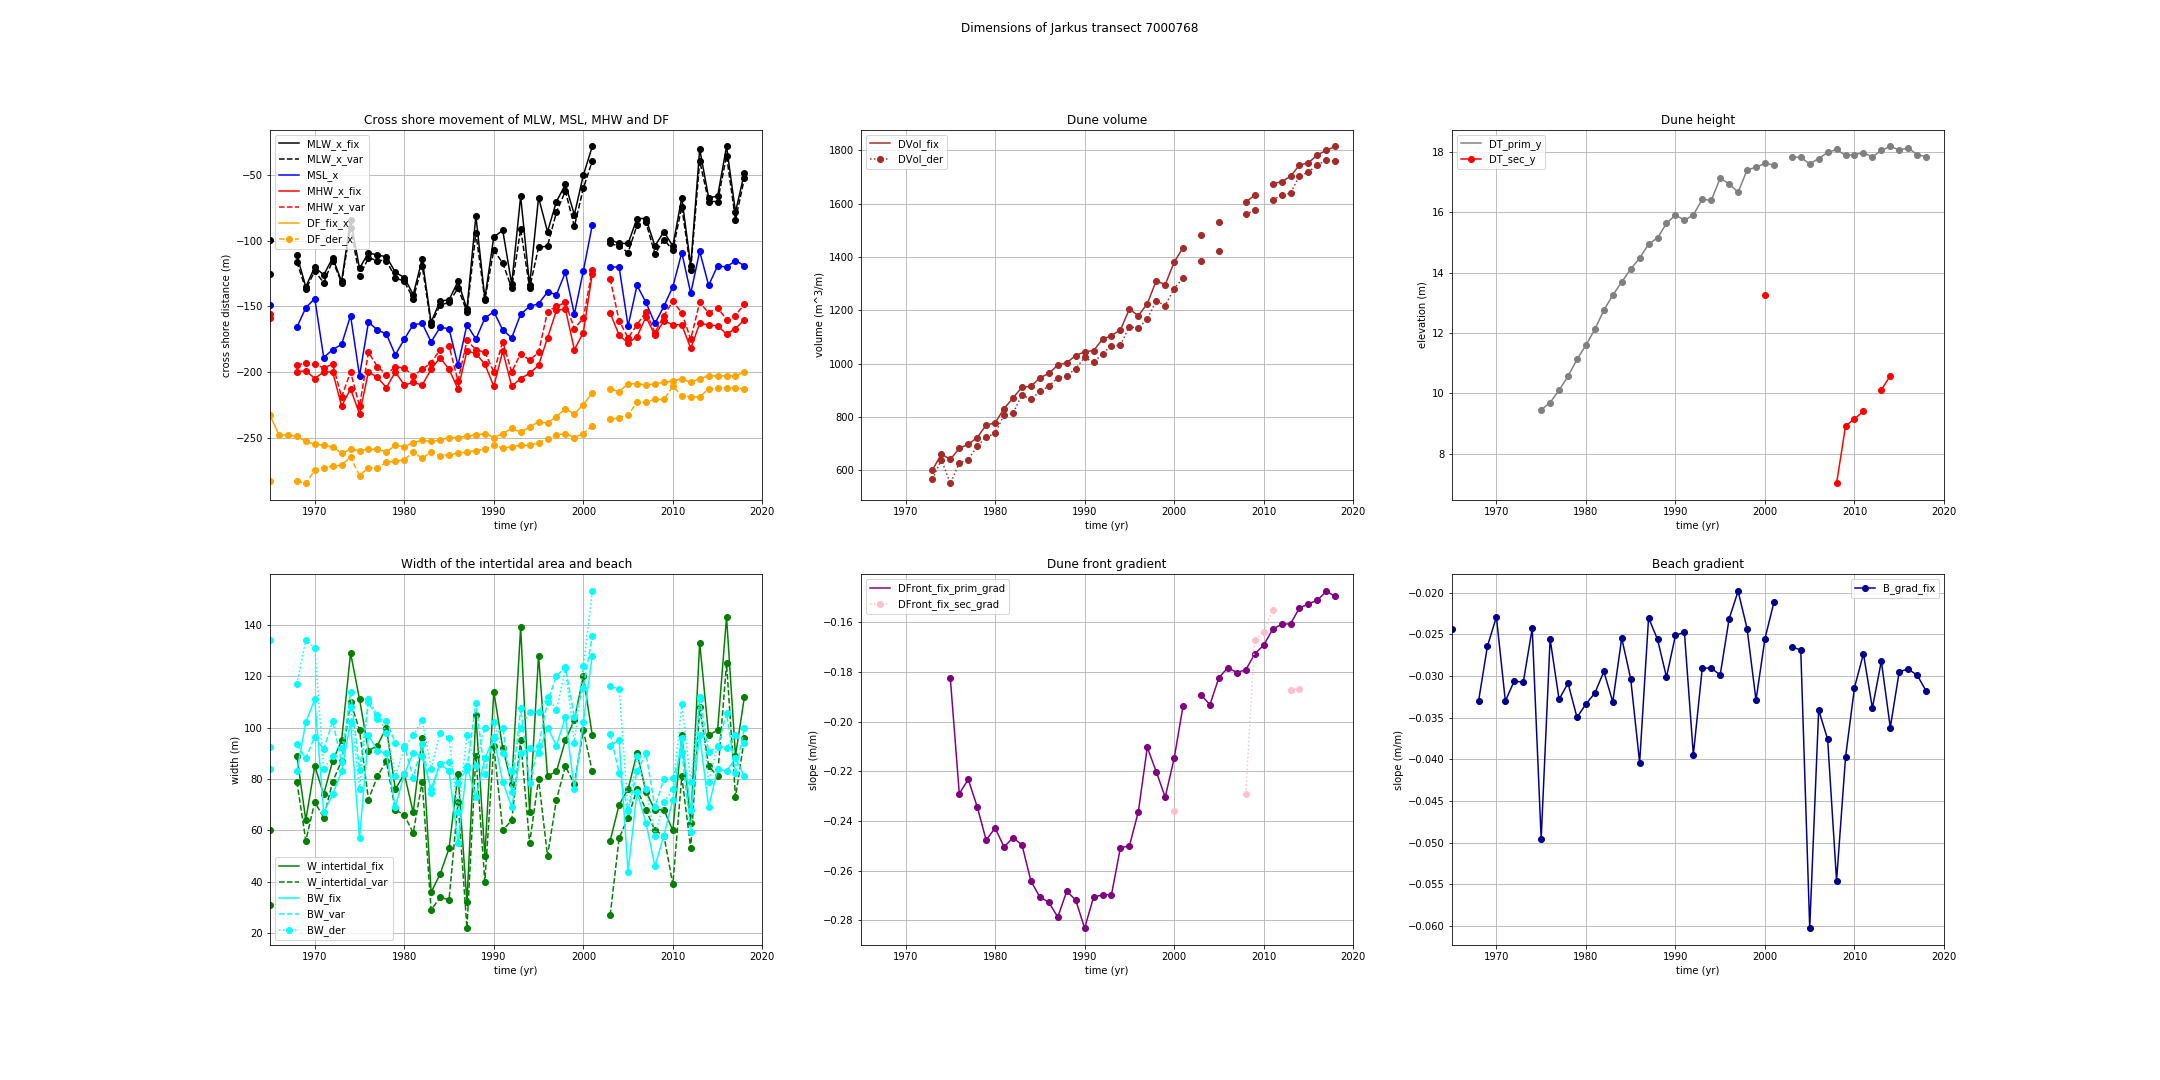 Dimensions of Jarkus transect 7000768
Cross shore movement of MLW, MSL, MHW and DF
MLW_x_fix
MLW_x_var
MSL_x
MHW_x_fix
MHW_x_var
DF_fix_x
DF_der_x
−50
−100
−150
−200
−250
cross shore distance (m)
1970 1980 1990 2000 2010 2020
time (yr)
Dune volume
DVol_fix
DVol_der
1800
1600
1400
1200
1000
800
600
volume (m^3/m)
1970 1980 1990 2000 2010 2020
time (yr)
Dune height
DT_prim_y
DT_sec_y
18
16
14
12
10
8
elevation (m)
1970 1980 1990 2000 2010 2020
time (yr)
Width of the intertidal area and beach
140
120
100
80
60
40
20
width (m)
W_intertidal_fix
W_intertidal_var
BW_fix
BW_var
BW_der
1970 1980 1990 2000 2010 2020
time (yr)
Dune front gradient
DFront_fix_prim_grad
DFront_fix_sec_grad
−0.16
−0.18
−0.20
−0.22
−0.24
−0.26
−0.28
slope (m/m)
1970 1980 1990 2000 2010 2020
time (yr)
Beach gradient
B_grad_fix
−0.020
−0.025
−0.030
−0.035
−0.040
−0.045
−0.050
−0.055
−0.060
slope (m/m)
1970 1980 1990 2000 2010 2020
time (yr)